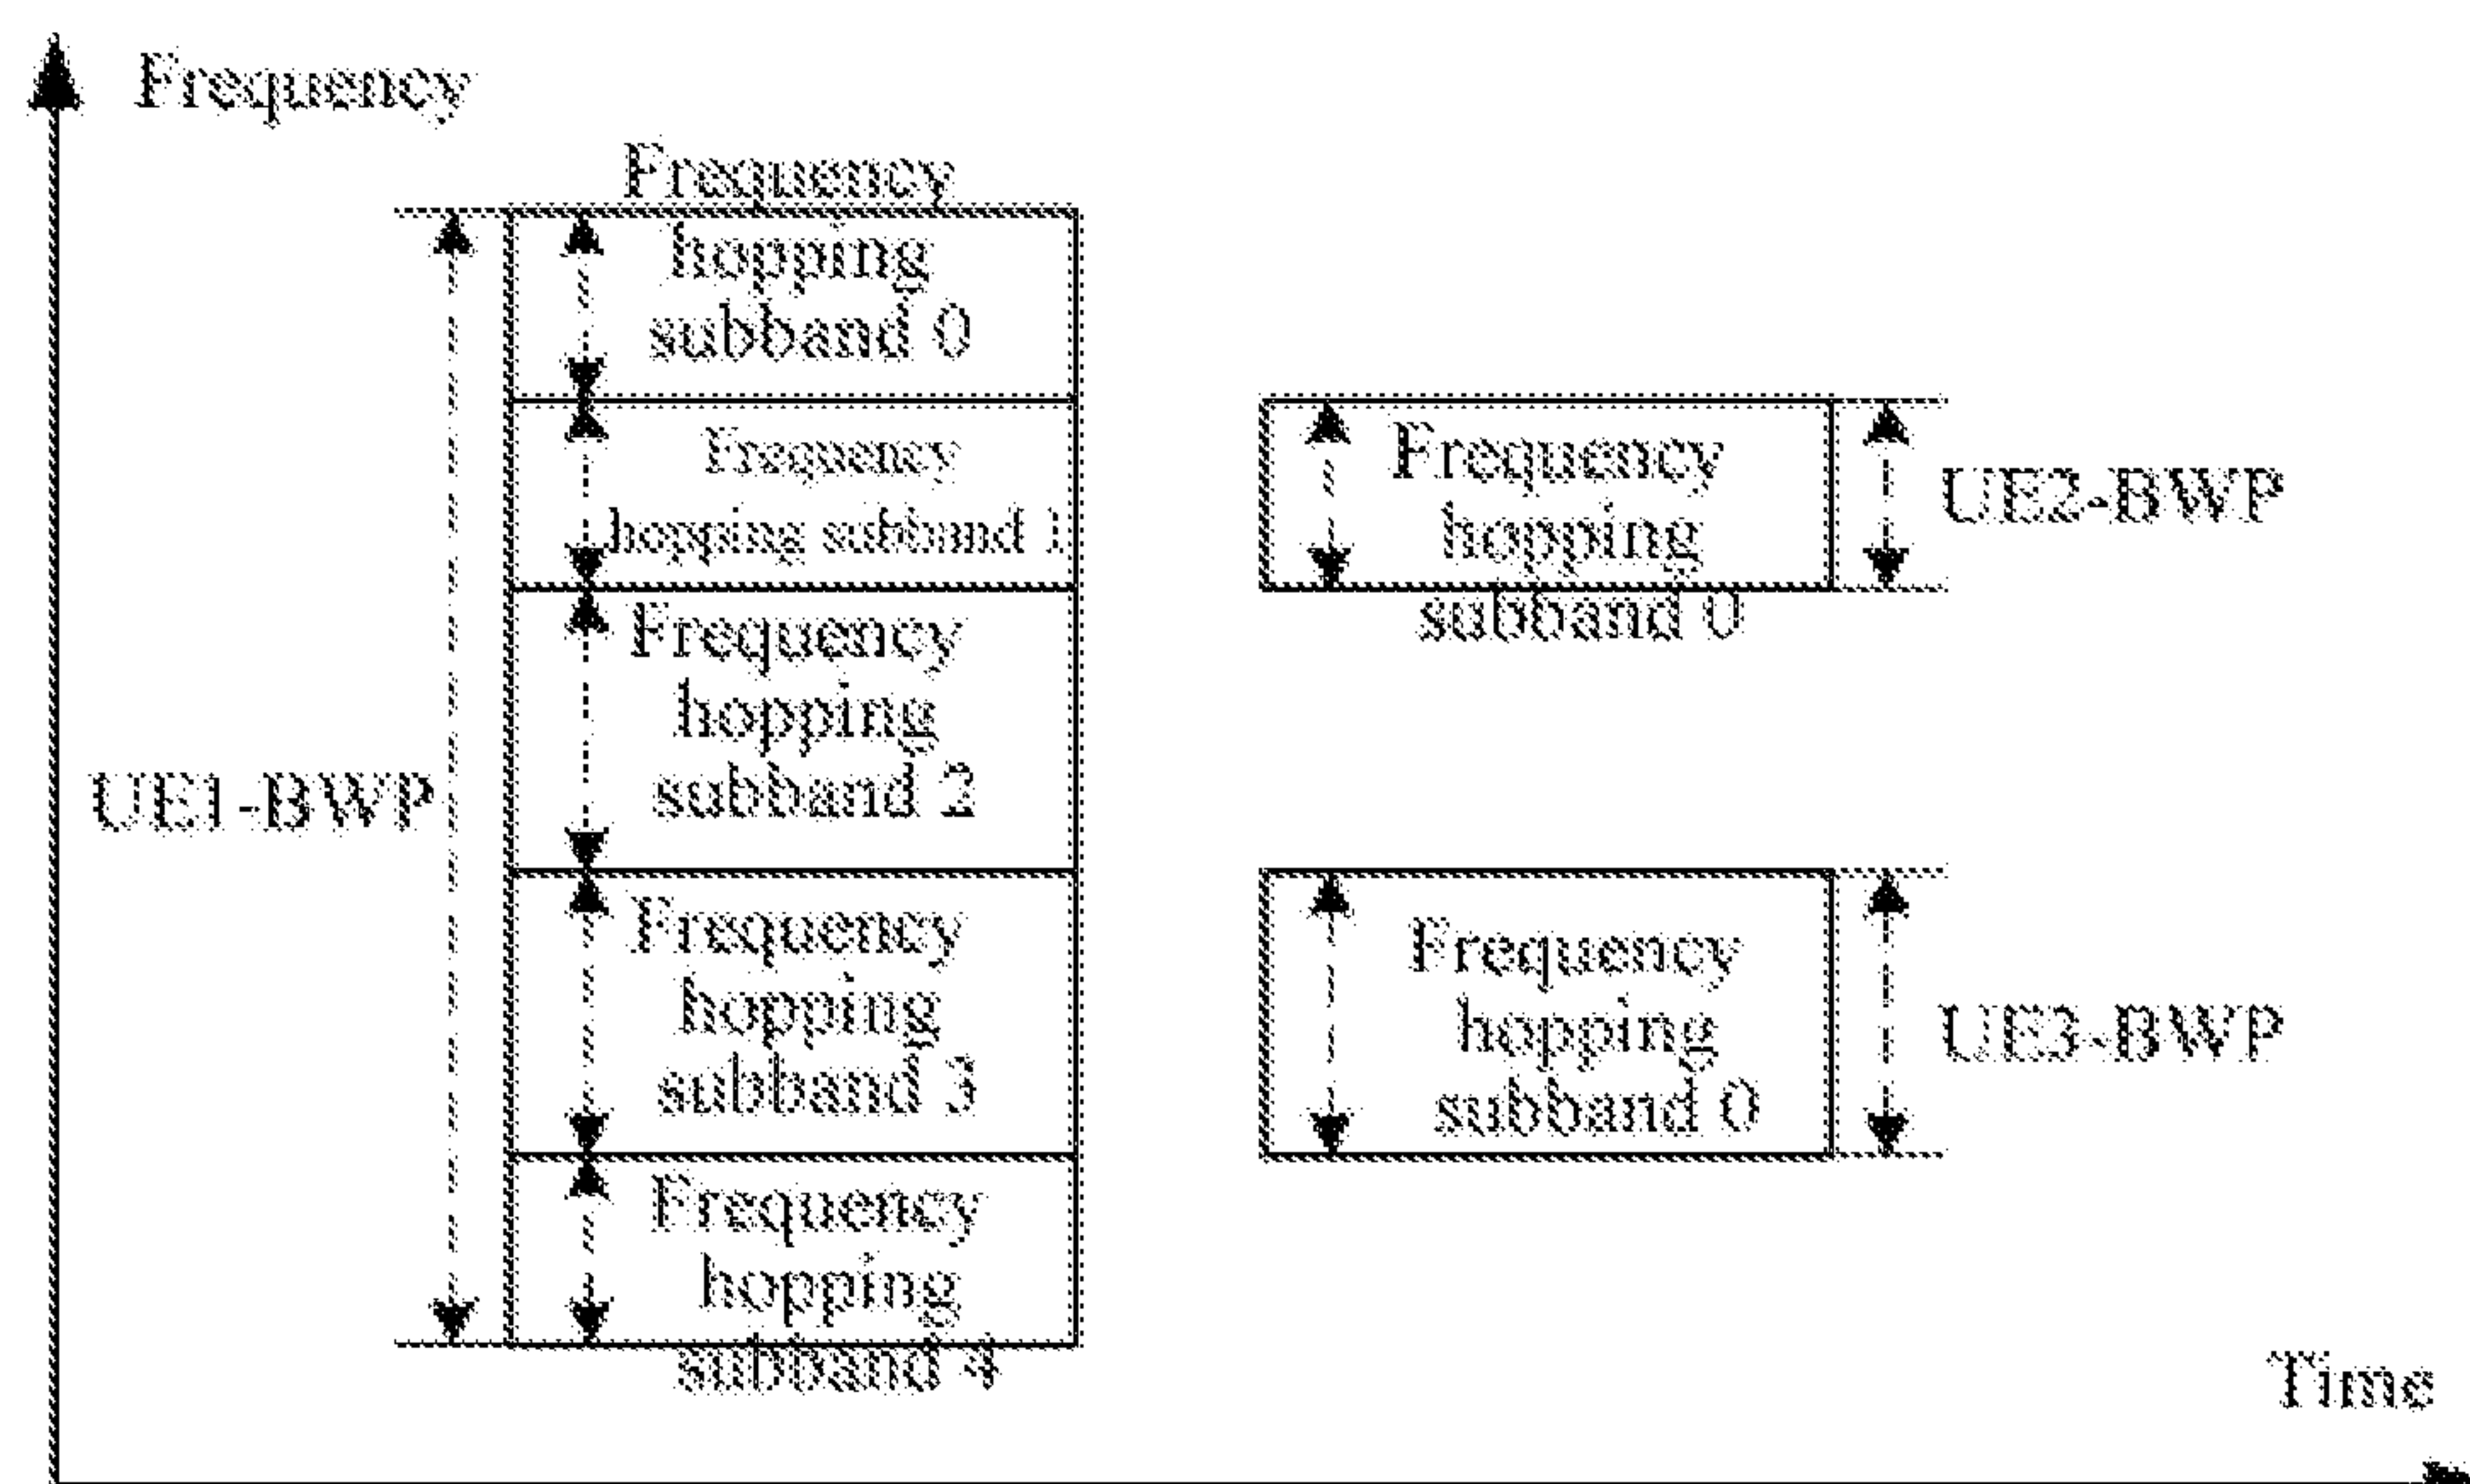 Frequency
Frequency
hopping
subband 0
Frequency
hopping subband 1
Frequency
hopping
subband 2
Frequency
hopping
subband 3
Frequency
hopping
subband 4
UE1-BWP
Frequency
hopping
subband 0
UE2-BWP
Frequency
hopping
subband 0
UE3-BWP
Time